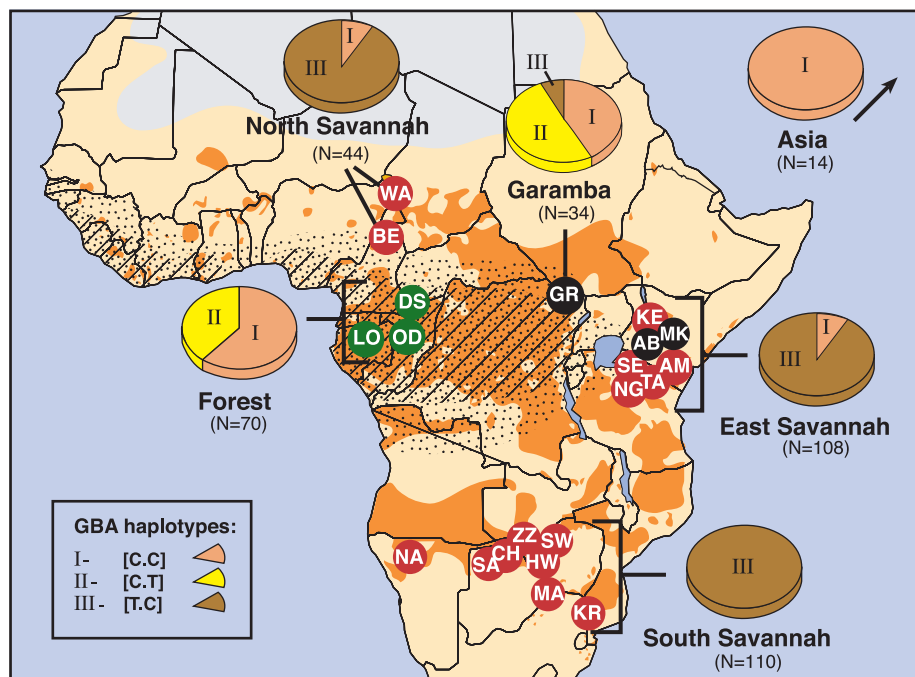 III
I
North Savannah
(N=44)
III
II
I
Garamba
(N=34)
I
Asia
(N=14)
WA
BE
GR
DS
LO
OD
II
I
Forest
(N=70)
KE
AB
MK
SE
AM
NG
TA
I
III
East Savannah
(N=108)
GBA haplotypes:
I- [C.C]
II- [C.T]
III- [T.C]
NA
ZZ
SW
CH
SA
HW
MA
KR
III
South Savannah
(N=110)